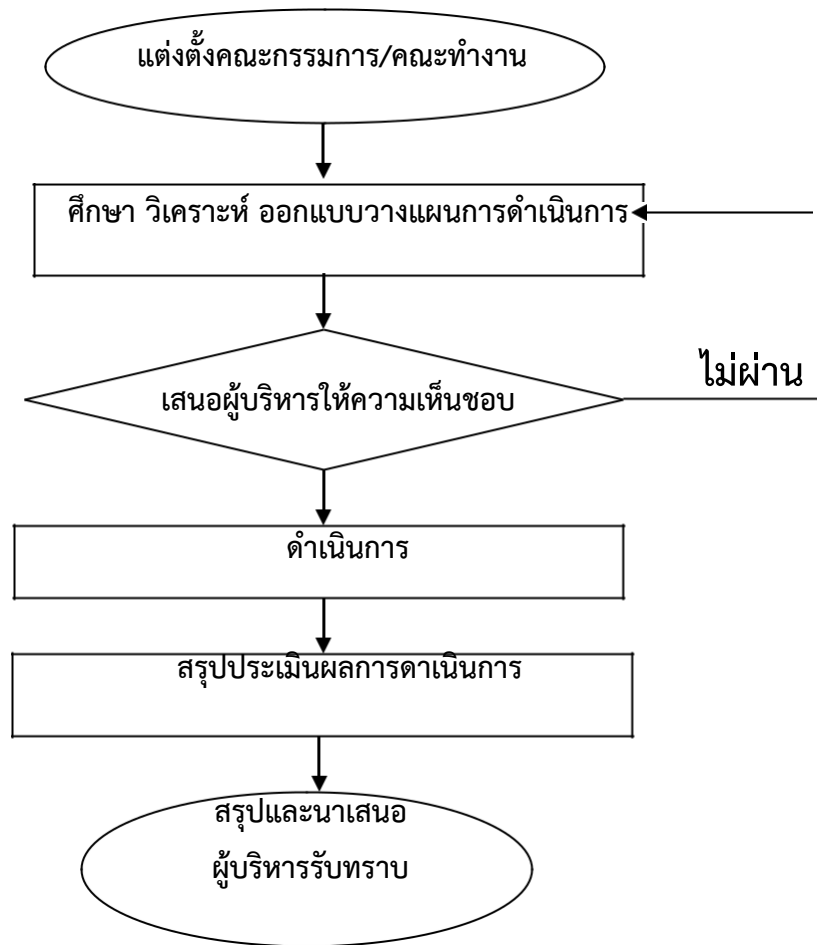 แต่งตั้งคณะกรรมการ/คณะทำงาน
ศึกษา วิเคราะห์ ออกแบบวางแผนการดำเนินการ
เสนอผู้บริหารให้ความเห็นชอบ
ไม่ผ่าน
ดำเนินการ
สรุปประเมินผลการดาเนินการ
สรุปและนาเสนอ
ผู้บริหารรับทราบ